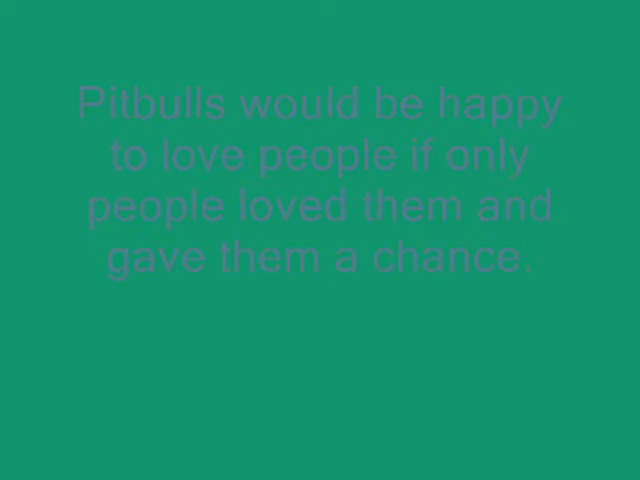 Pitbulls would be happy
to love people if only
people loved them and
gave them a chance.